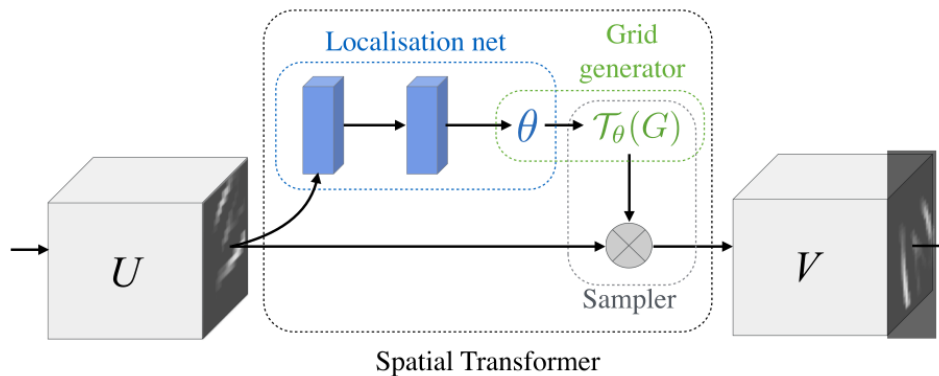 Localisation net
Grid
generator
θ
𝒯θ(G)
U
V
Sampler
Spatial Transformer